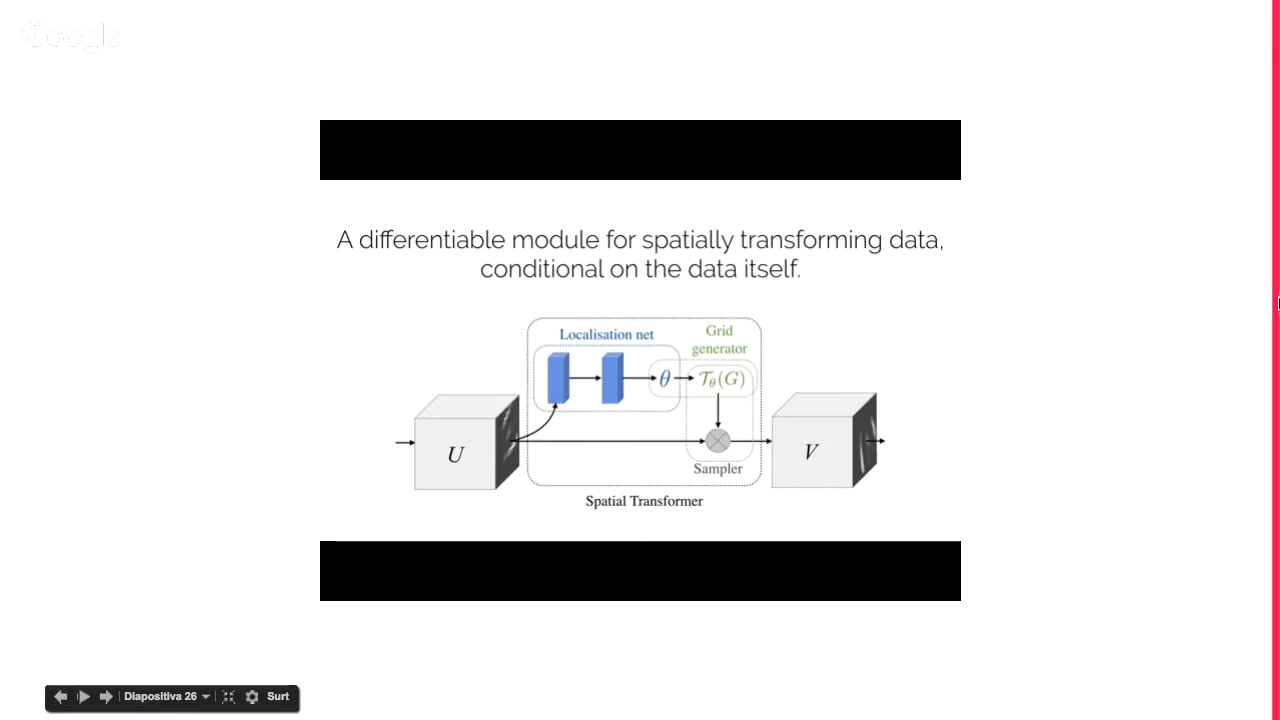 Google
A differentiable module for spatially transforming data,
conditional on the data itself.
Localisation net
Grid
generator
θ
𝒯θ(G)
U
V
Sampler
Spatial Transformer
Diapositiva 26
Surt